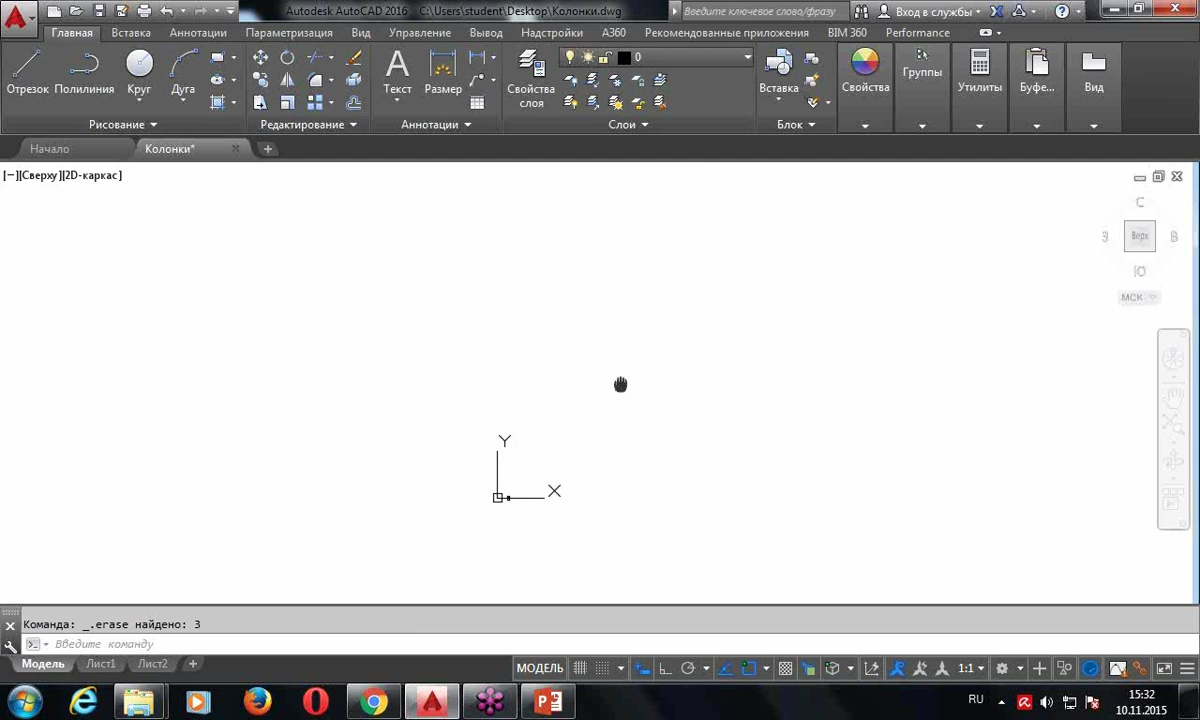 Autodesk AutoCAD 2016 C:\Users\student\Desktop\Колонки.dwg
Введите ключевое слово/фразу
Вход в службы
Главная Вставка Аннотации Параметризация Вид Управление Вывод Надстройки A360 Рекомендованные приложения BIM 360 Performance
0
Отрезок Полилиния Круг Дуга Текст Размер Свойства слоя Вставка Свойства Группы Утилиты Буфе... Вид
Рисование Редактирование Аннотации Слои Блок
Начало Колонки*
[−][Сверху][2D-каркас]
С
З Верх В
Ю
МСК
Y
X
Команда: _.erase найдено: 3
Введите команду
Модель Лист1 Лист2
МОДЕЛЬ 1:1
RU
15:32
10.11.2015